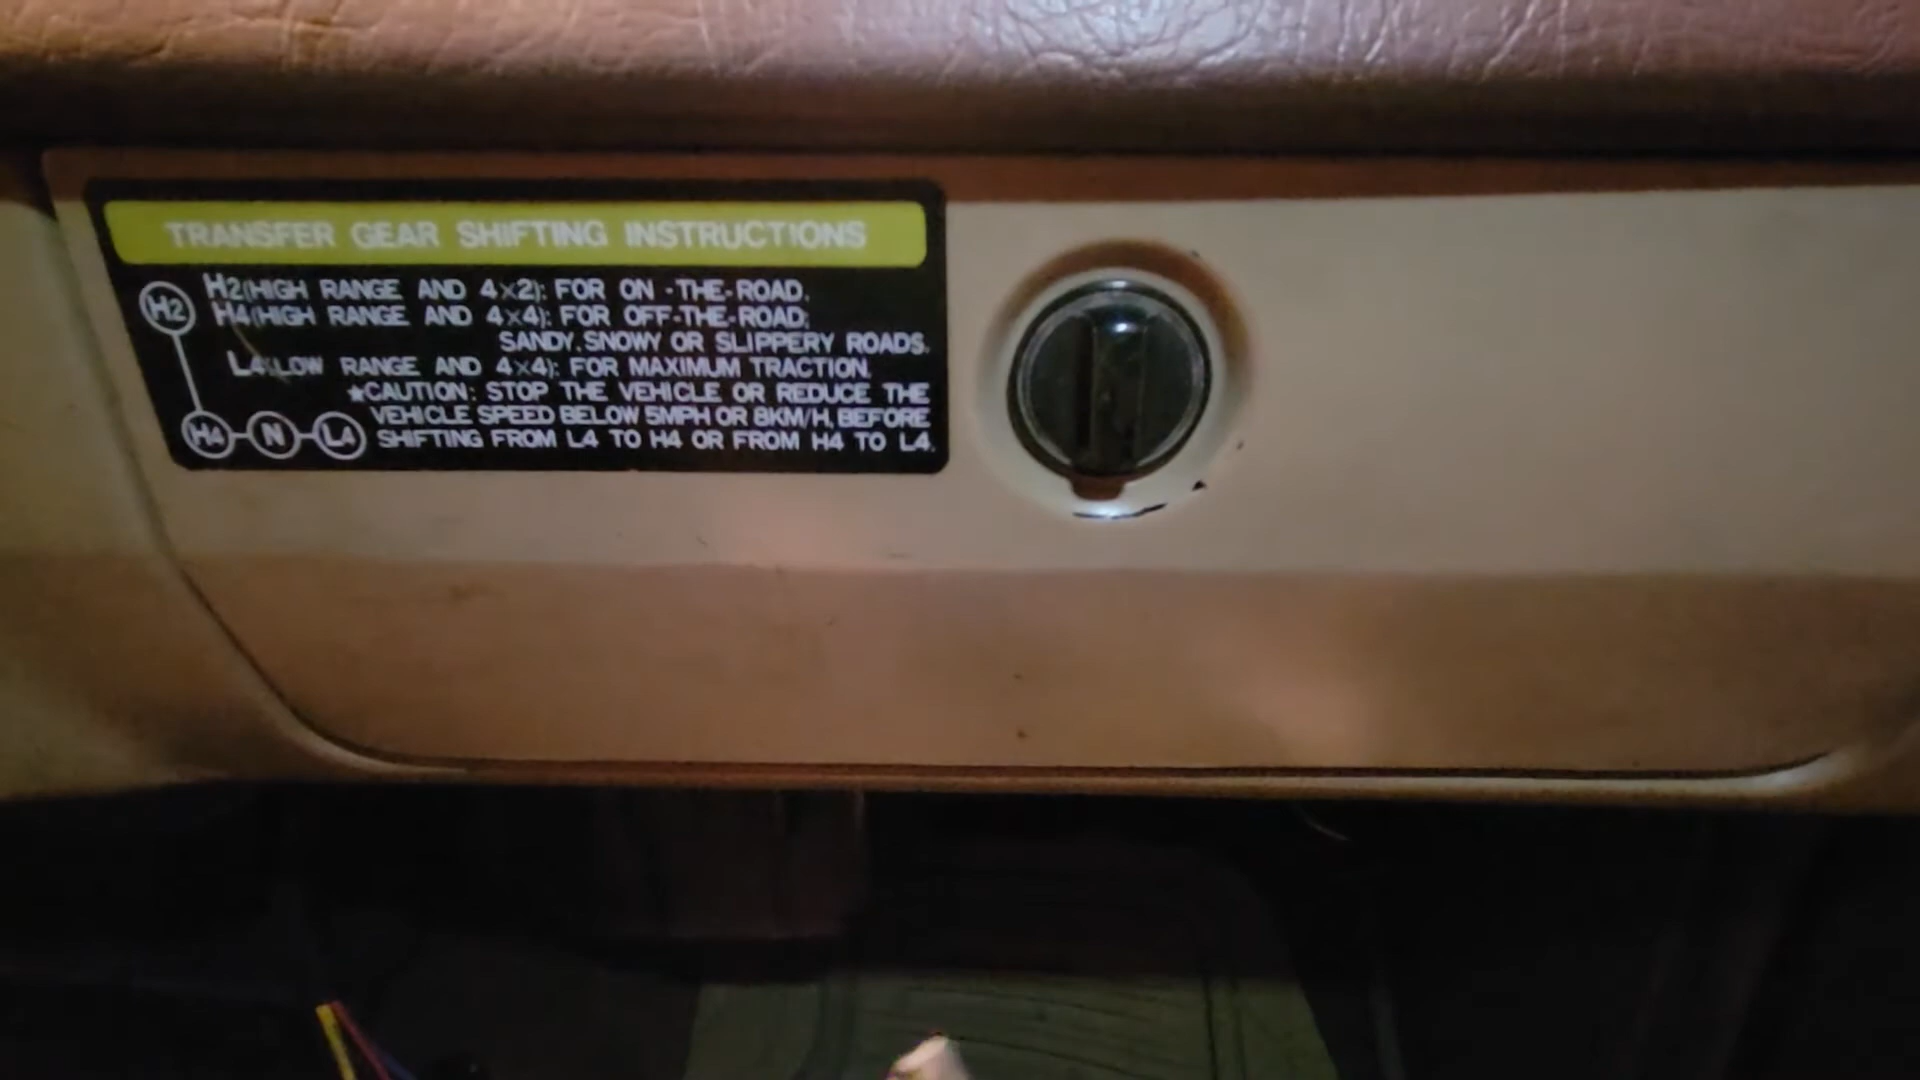 TRANSFER GEAR SHIFTING INSTRUCTIONS
H2(HIGH RANGE AND 4×2): FOR ON-THE-ROAD.
H2
H4(HIGH RANGE AND 4×4): FOR OFF-THE-ROAD;
SANDY, SNOWY OR SLIPPERY ROADS.
L4(LOW RANGE AND 4×4): FOR MAXIMUM TRACTION.
★CAUTION: STOP THE VEHICLE OR REDUCE THE
VEHICLE SPEED BELOW 5MPH OR 8KM/H, BEFORE
H4 N L4 SHIFTING FROM L4 TO H4 OR FROM H4 TO L4.